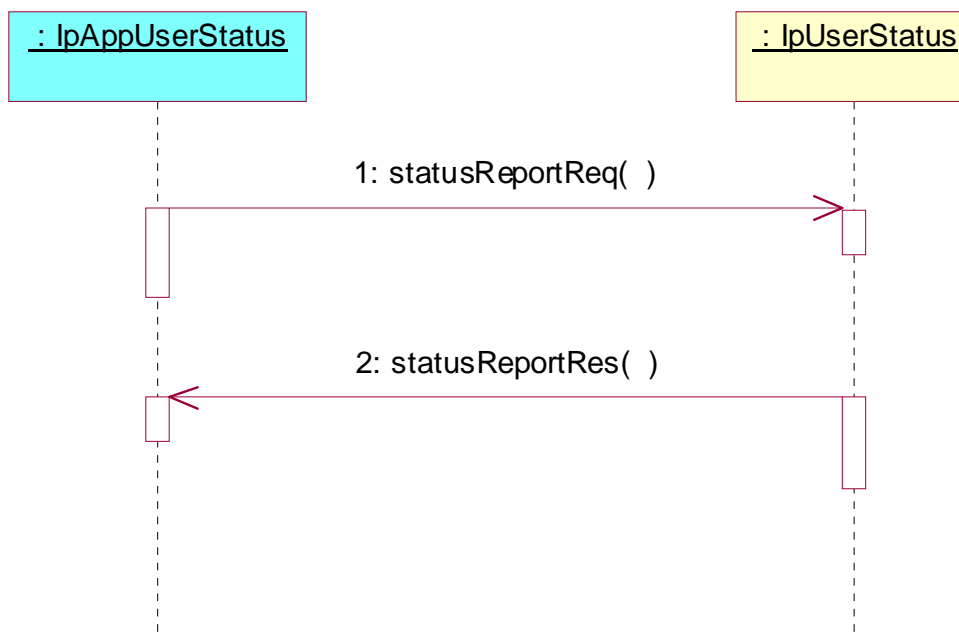 : IpAppUserStatus
: IpUserStatus
1: statusReportReq( )
2: statusReportRes( )